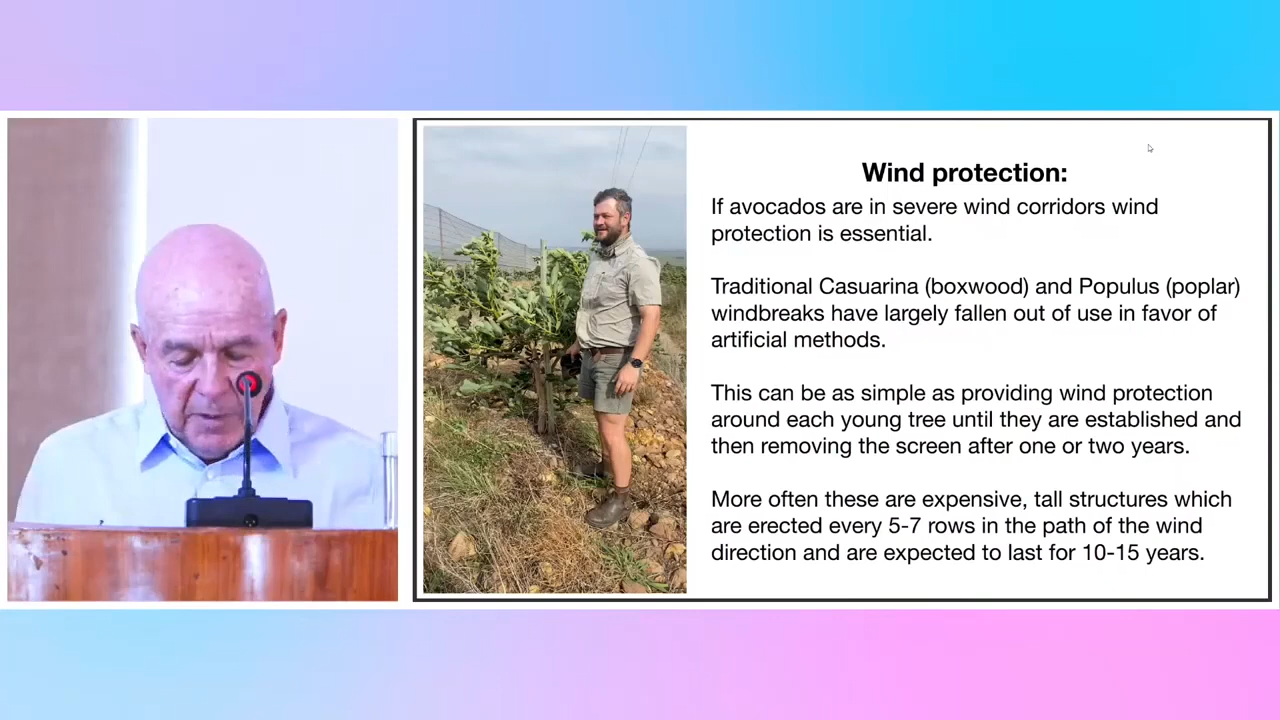 Wind protection:
If avocados are in severe wind corridors wind
protection is essential.
Traditional Casuarina (boxwood) and Populus (poplar)
windbreaks have largely fallen out of use in favor of
artificial methods.
This can be as simple as providing wind protection
around each young tree until they are established and
then removing the screen after one or two years.
More often these are expensive, tall structures which
are erected every 5-7 rows in the path of the wind
direction and are expected to last for 10-15 years.